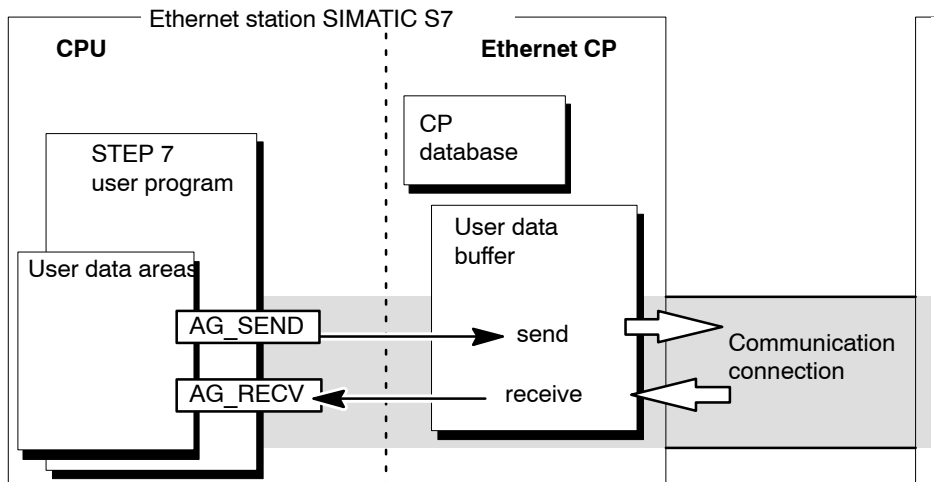 Ethernet station SIMATIC S7
CPU
Ethernet CP
CP
database
STEP 7
user program
User data
buffer
User data areas
AG_SEND
send
Communication
connection
AG_RECV
receive